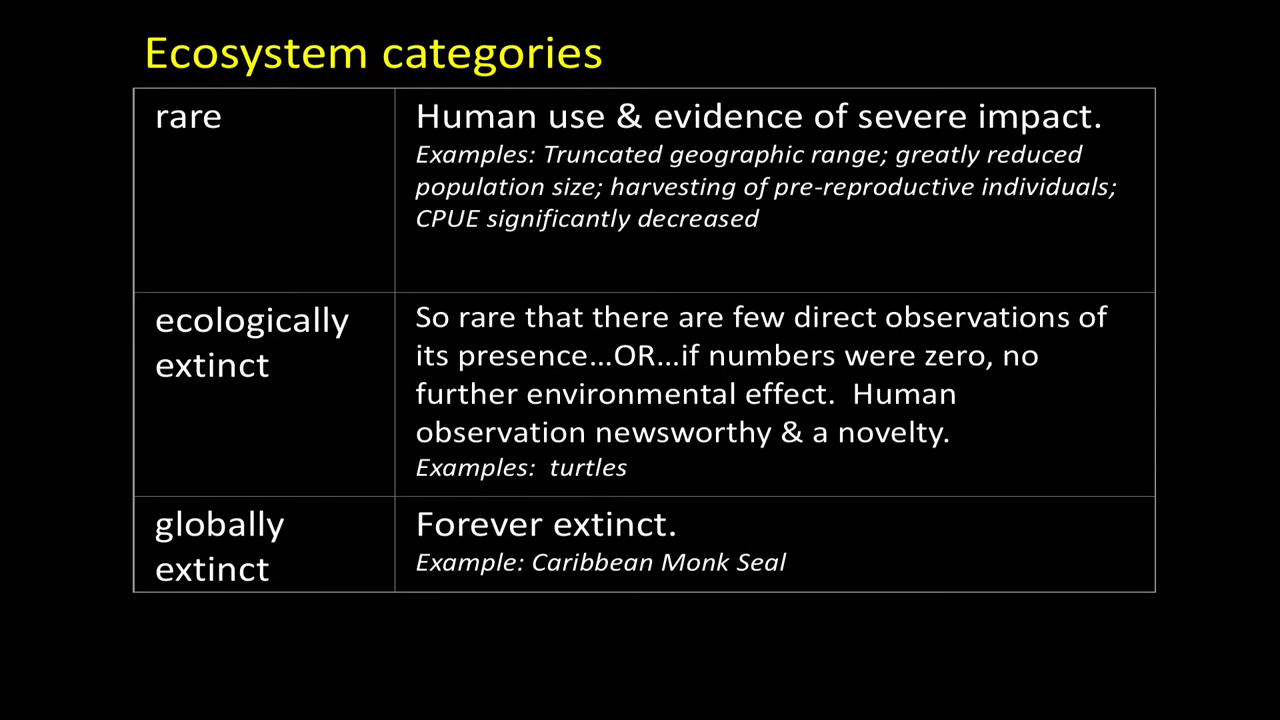 Ecosystem categories
rare
Human use & evidence of severe impact.
Examples: Truncated geographic range; greatly reduced
population size; harvesting of pre-reproductive individuals;
CPUE significantly decreased
ecologically
extinct
So rare that there are few direct observations of
its presence...OR...if numbers were zero, no
further environmental effect.  Human
observation newsworthy & a novelty.
Examples:  turtles
globally
extinct
Forever extinct.
Example: Caribbean Monk Seal